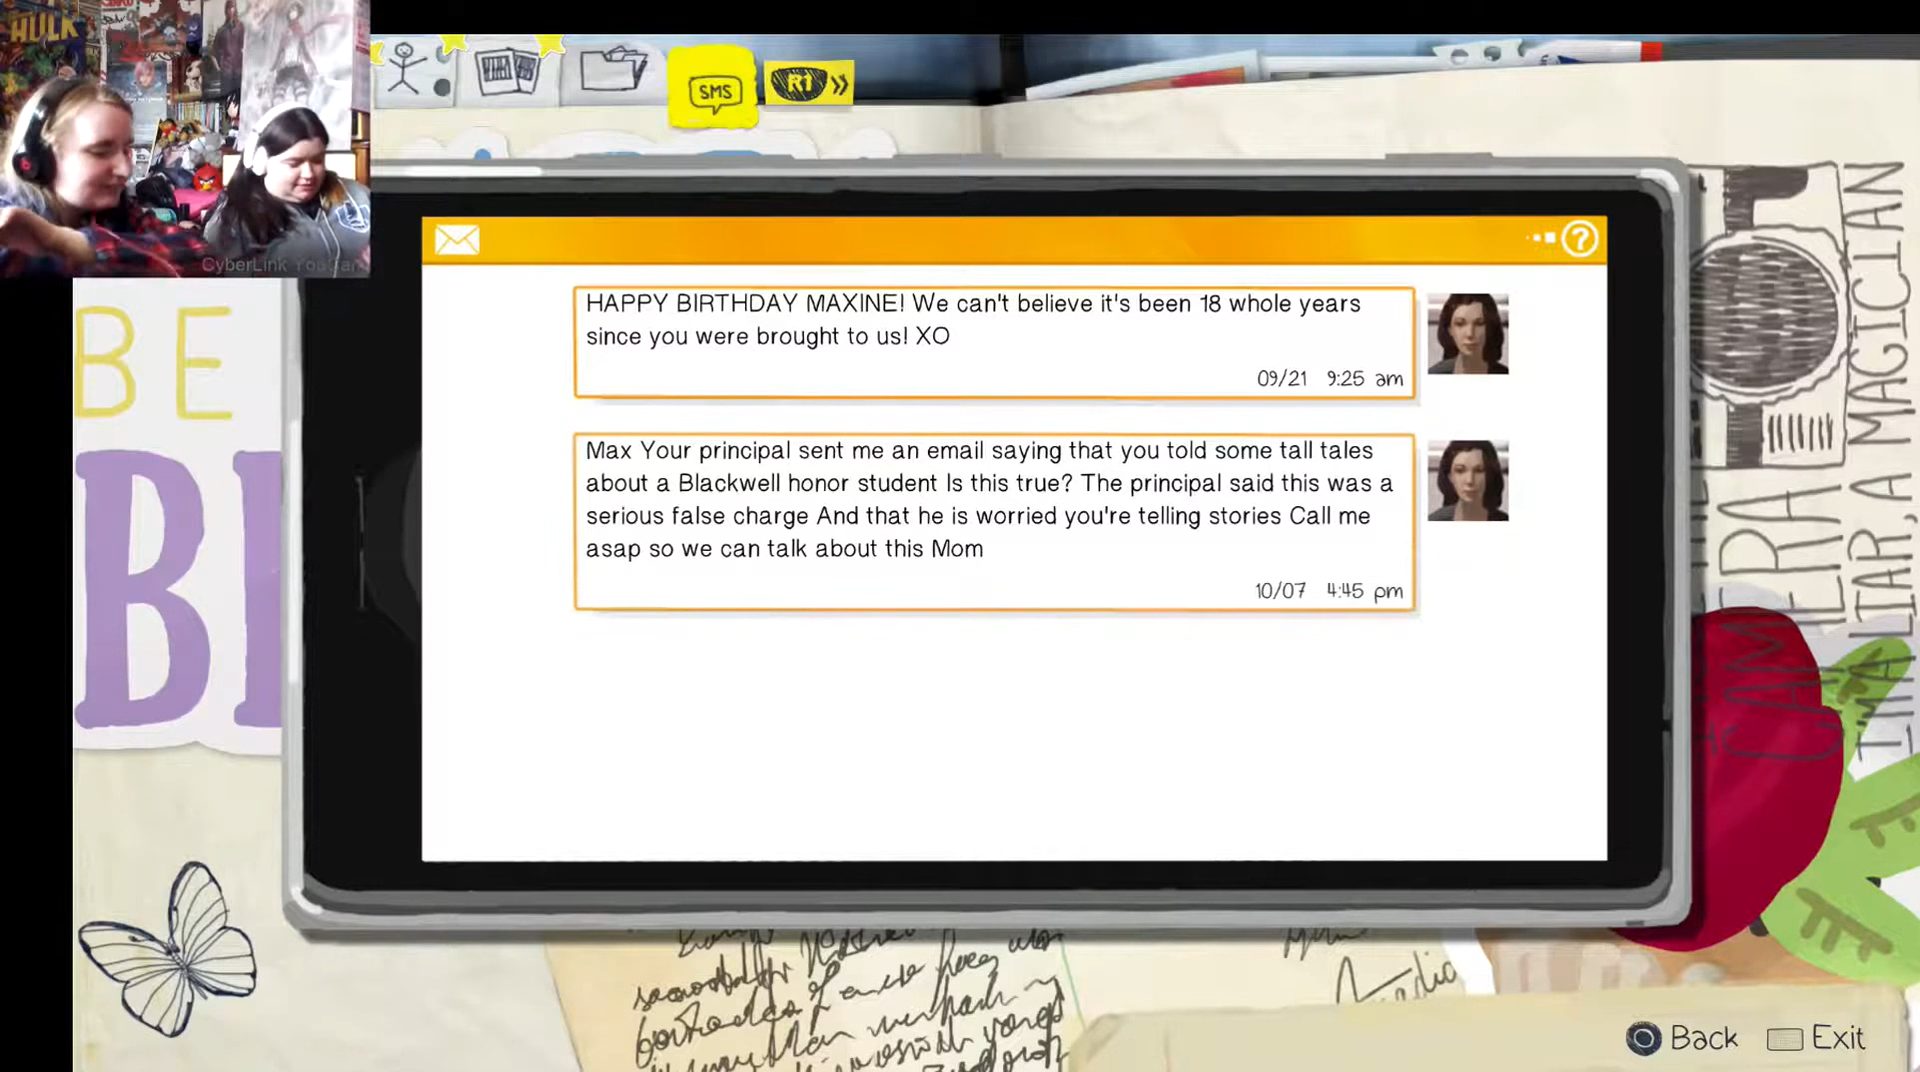 HULK
SMS
R1
CyberLink
BE
HAPPY BIRTHDAY MAXINE! We can't believe it's been 18 whole years
since you were brought to us! XO
09/21 9:25 am
Max Your principal sent me an email saying that you told some tall tales
about a Blackwell honor student Is this true? The principal said this was a
serious false charge And that he is worried you're telling stories Call me
asap so we can talk about this Mom
10/07 4:45 pm
CAMERA
I'M A LIAR, A MAGICIAN
Back
Exit